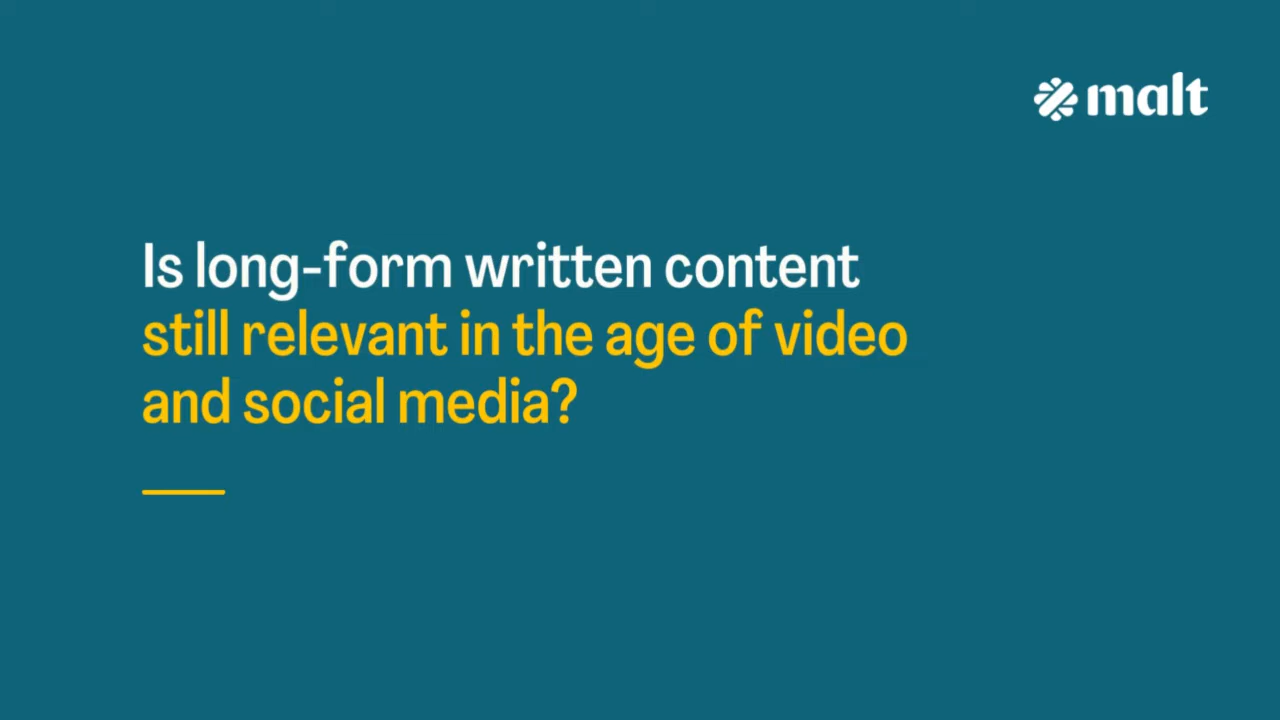 malt
Is long-form written content
still relevant in the age of video
and social media?